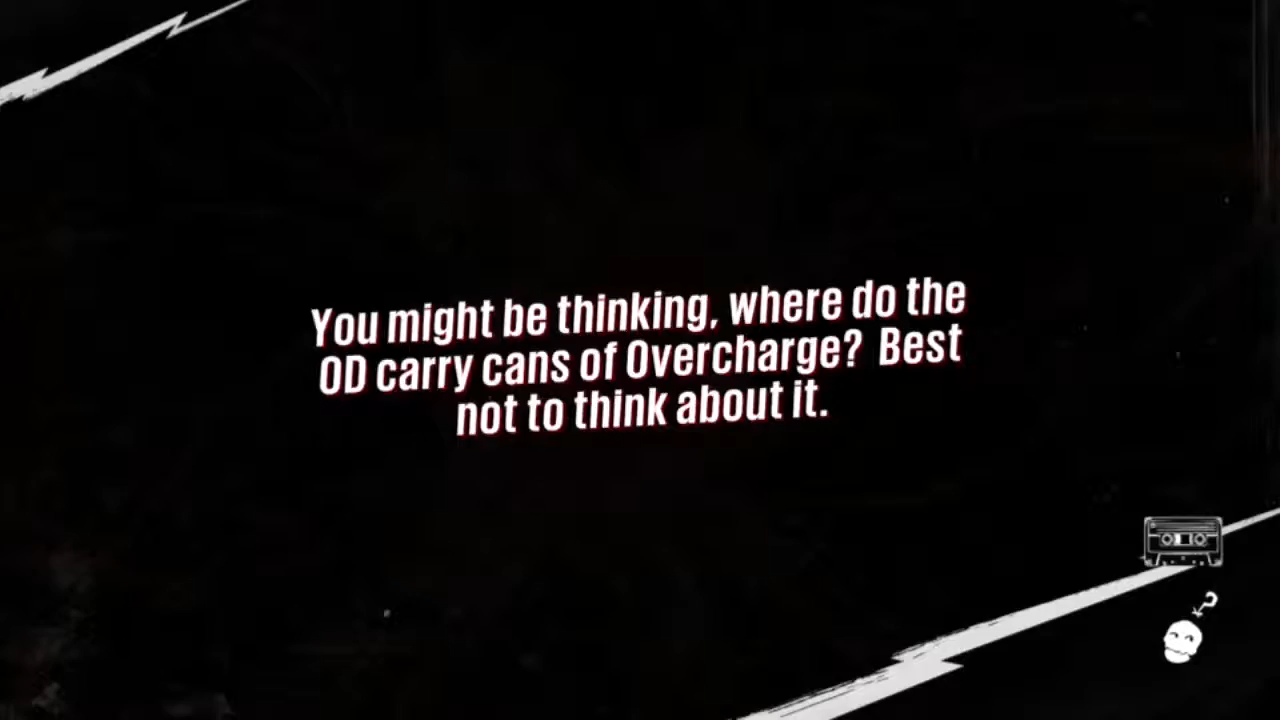 You might be thinking, where do the
OD carry cans of Overcharge? Best
not to think about it.